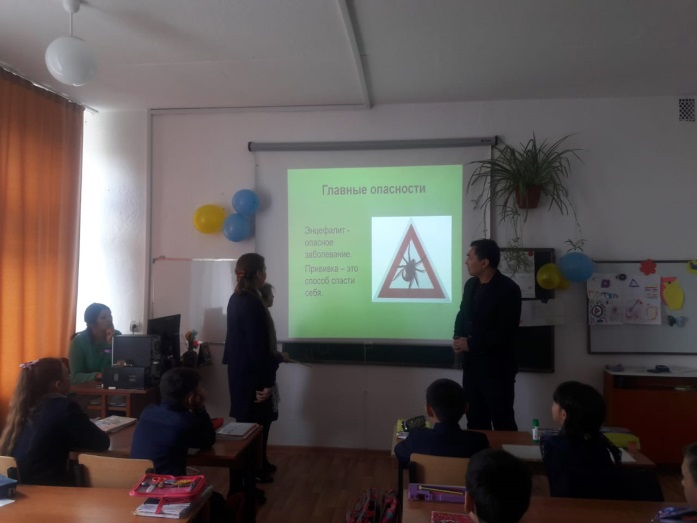 Главные опасности
Энцефалит -
опасное
заболевание.
Прививка – это
способ спасти
себя.